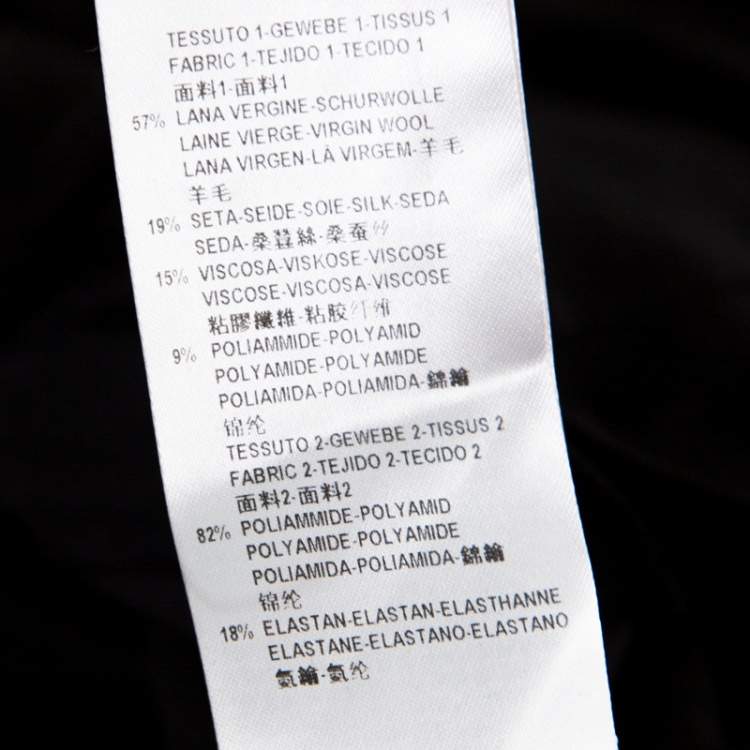 TESSUTO 1-GEWEBE 1-TISSUS 1
FABRIC 1-TEJIDO 1-TECIDO 1
面料1-面料1
57% LANA VERGINE-SCHURWOLLE
LAINE VIERGE-VIRGIN WOOL
LANA VIRGEN-LÀ VIRGEM-羊毛
羊毛
19% SETA-SEIDE-SOIE-SILK-SEDA
SEDA-桑蠶絲-桑蚕丝
15% VISCOSA-VISKOSE-VISCOSE
VISCOSE-VISCOSA-VISCOSE
粘膠纖維-粘胶纤维
9% POLIAMMIDE-POLYAMID
POLYAMIDE-POLYAMIDE
POLIAMIDA-POLIAMIDA-錦綸
锦纶
TESSUTO 2-GEWEBE 2-TISSUS 2
FABRIC 2-TEJIDO 2-TECIDO 2
面料2-面料2
82% POLIAMMIDE-POLYAMID
POLYAMIDE-POLYAMIDE
POLIAMIDA-POLIAMIDA-錦綸
锦纶
18% ELASTAN-ELASTAN-ELASTHANNE
ELASTANE-ELASTANO-ELASTANO
氨綸-氨纶